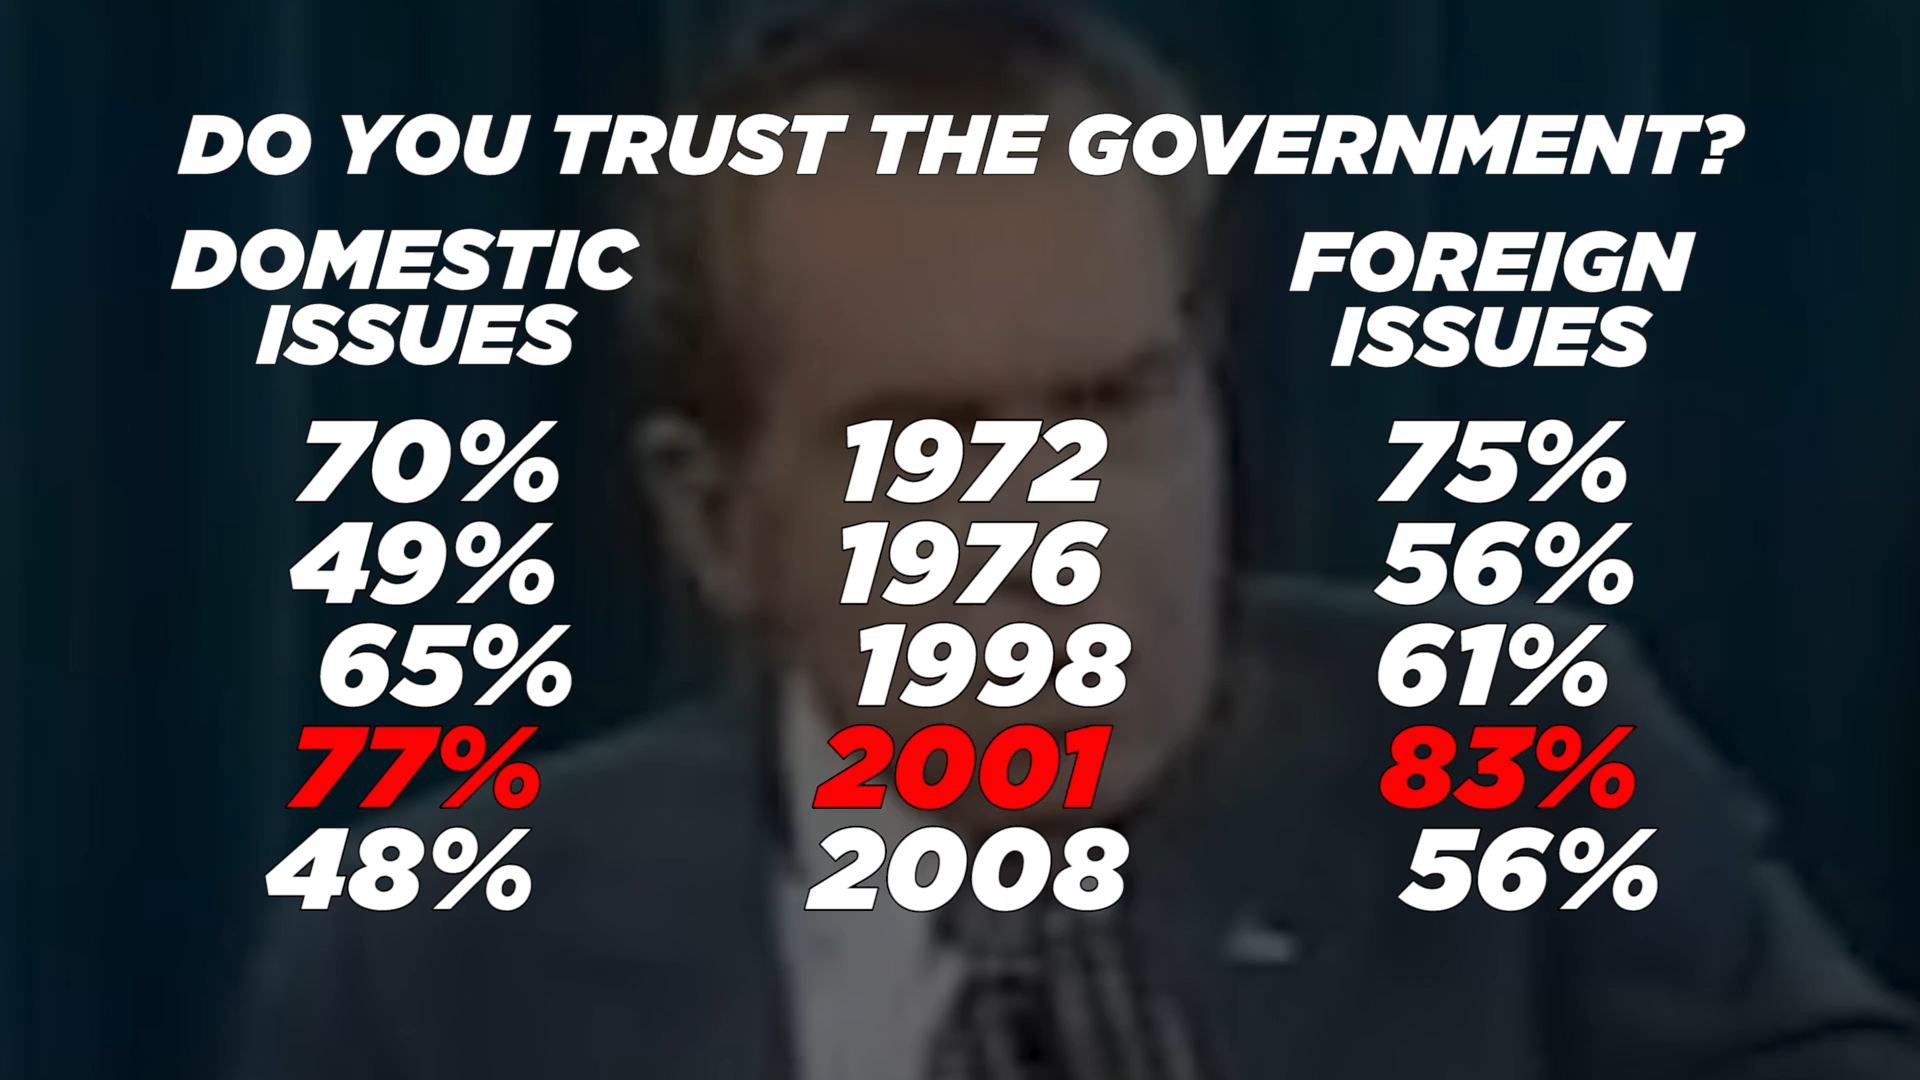 DO YOU TRUST THE GOVERNMENT?
DOMESTIC ISSUES
FOREIGN ISSUES
70% 1972 75%
49% 1976 56%
65% 1998 61%
77% 2001 83%
48% 2008 56%